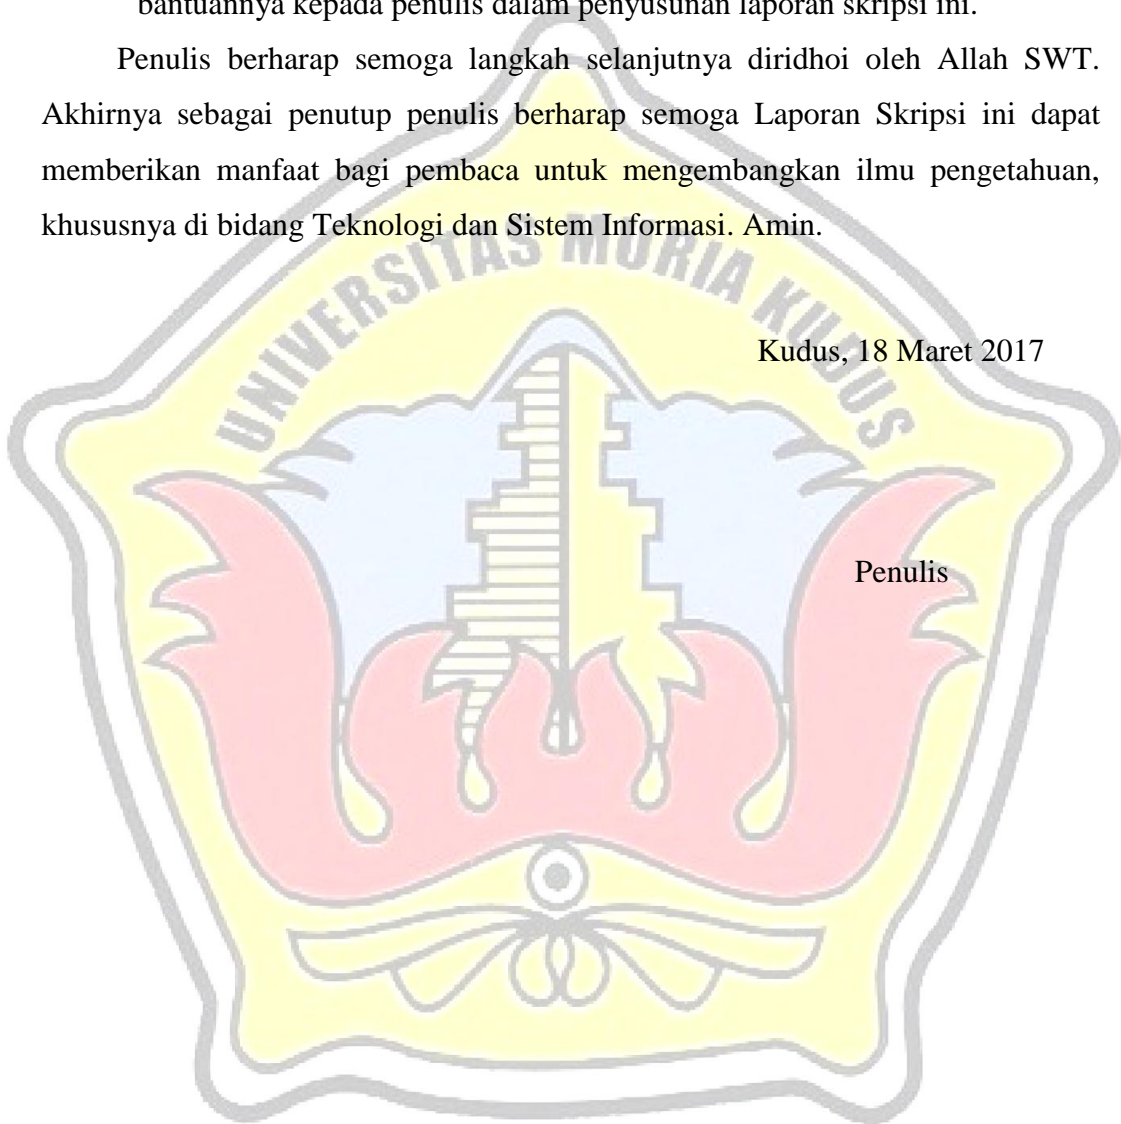 bantuannya kepada penulis dalam penyusunan laporan skripsi ini.
Penulis berharap semoga langkah selanjutnya diridhoi oleh Allah SWT.
Akhirnya sebagai penutup penulis berharap semoga Laporan Skripsi ini dapat
memberikan manfaat bagi pembaca untuk mengembangkan ilmu pengetahuan,
khususnya di bidang Teknologi dan Sistem Informasi. Amin.
UNIVERSITAS MURIA KUDUS
Kudus, 18 Maret 2017
Penulis